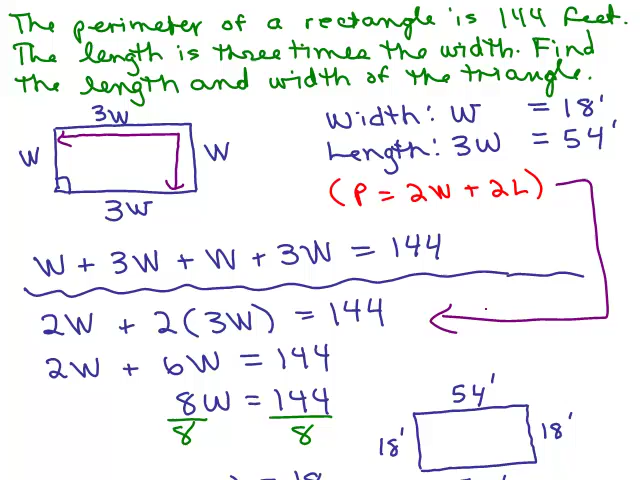 The perimeter of a rectangle is 144 feet.
The length is three times the width. Find
the length and width of the triangle.
3W
W
W
3W
Width: W = 18'
Length: 3W = 54'
(P = 2W + 2L)
W + 3W + W + 3W = 144
2W + 2(3W) = 144
2W + 6W = 144
8W = 144
8 8
54'
18'
18'
= 18